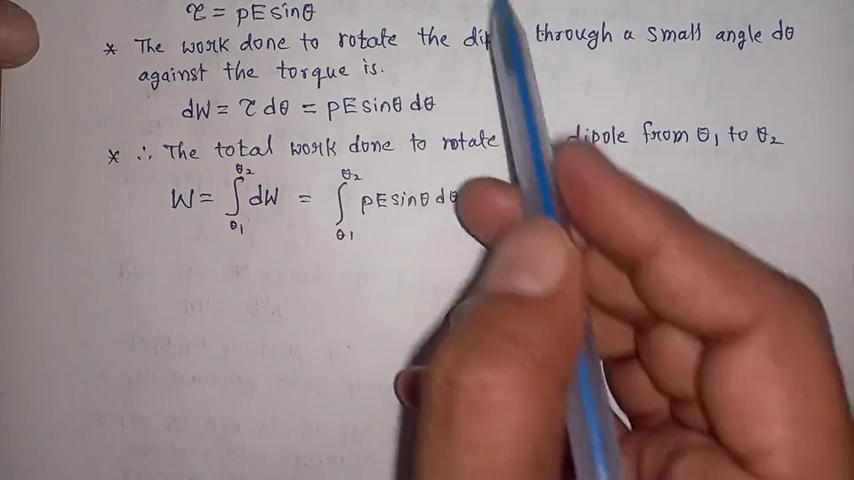 τ = pE sinθ
* The work done to rotate the dip through a small angle dθ
against the torque is.
dW = τ dθ = pE sinθ dθ
* ∴ The total work done to rotate dipole from θ₁ to θ₂
W = ∫_{θ₁}^{θ₂} dW = ∫_{θ1}^{θ₂} pE sinθ dθ